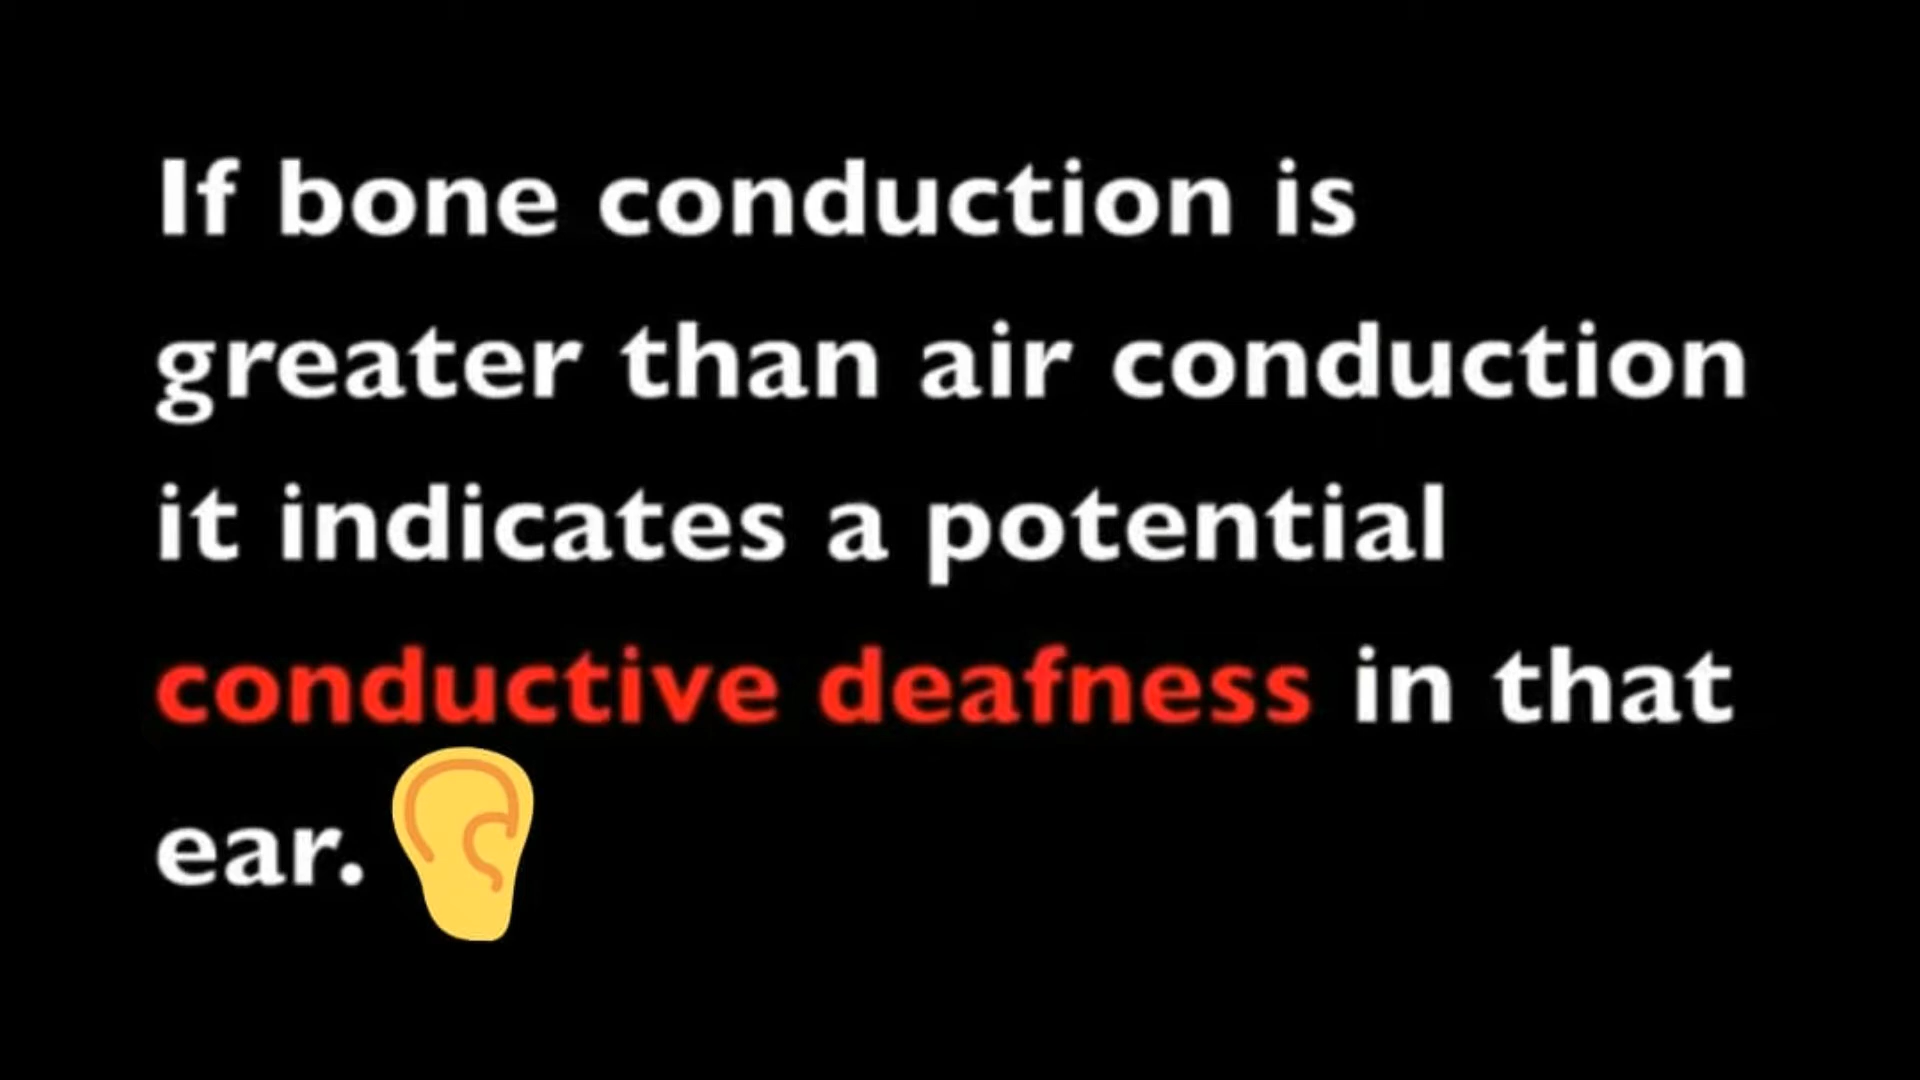 If bone conduction is
greater than air conduction
it indicates a potential
conductive deafness in that
ear.